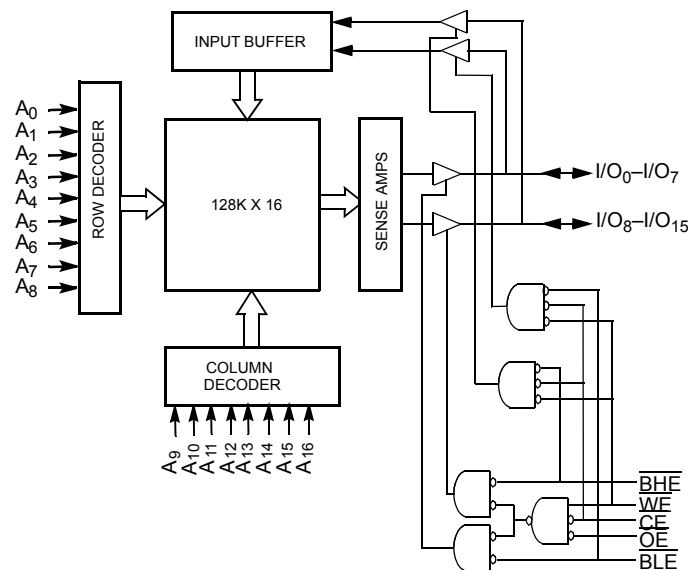 INPUT BUFFER
A0
A1
A2
A3
A4
A5
A6
A7
A8
ROW DECODER
128K X 16
SENSE AMPS
I/O0–I/O7
I/O8–I/O15
COLUMN
DECODER
A9
A10
A11
A12
A13
A14
A15
A16
BHE
WE
CE
OE
BLE